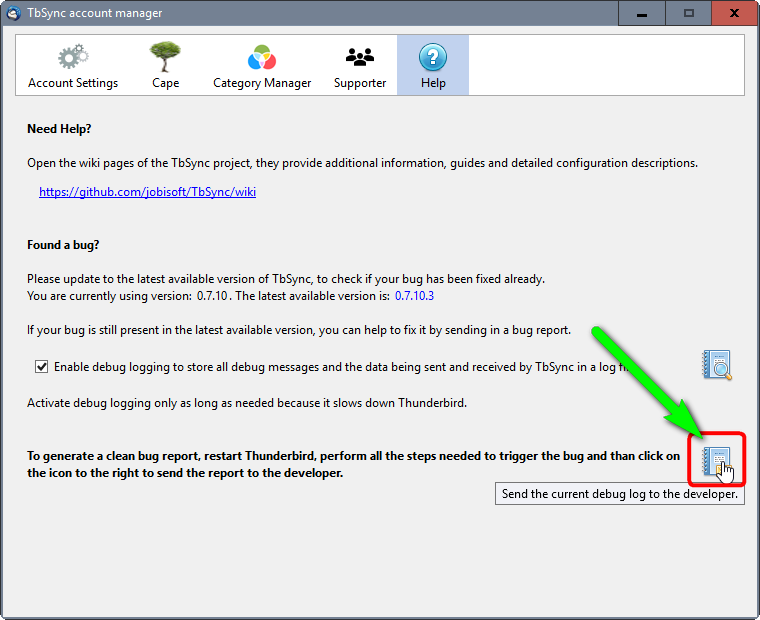 TbSync account manager
Account Settings
Cape
Category Manager
Supporter
Help
Need Help?
Open the wiki pages of the TbSync project, they provide additional information, guides and detailed configuration descriptions.
https://github.com/jobisoft/TbSync/wiki
Found a bug?
Please update to the latest available version of TbSync, to check if your bug has been fixed already.
You are currently using version: 0.7.10. The latest available version is: 0.7.10.3
If your bug is still present in the latest available version, you can help to fix it by sending in a bug report.
Enable debug logging to store all debug messages and the data being sent and received by TbSync in a log
Activate debug logging only as long as needed because it slows down Thunderbird.
To generate a clean bug report, restart Thunderbird, perform all the steps needed to trigger the bug and than click on
the icon to the right to send the report to the developer.
Send the current debug log to the developer.